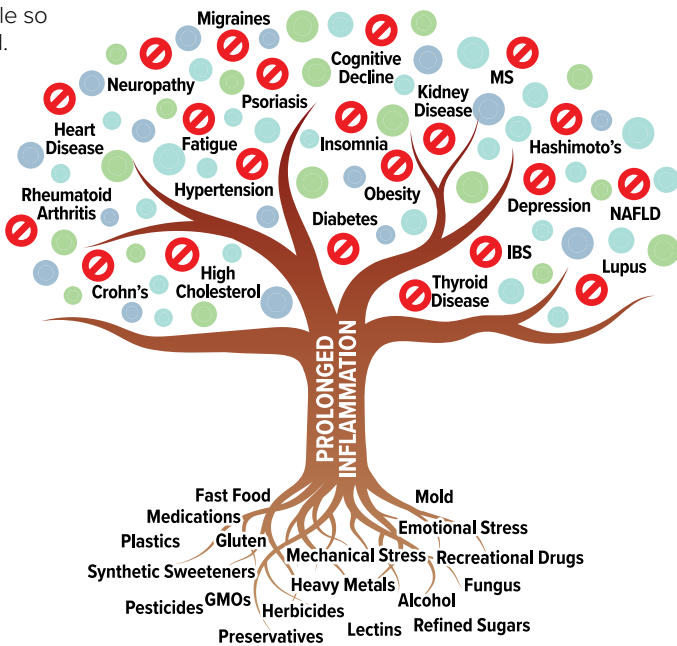 le so
l.
Migraines
Cognitive
Decline
MS
Neuropathy
Psoriasis
Kidney
Disease
Heart
Disease
Fatigue
Insomnia
Hashimoto's
Hypertension
Obesity
Rheumatoid
Arthritis
Diabetes
Depression
NAFLD
IBS
Lupus
Crohn's
High
Cholesterol
Thyroid
Disease
PROLONGED
INFLAMMATION
Fast Food
Mold
Medications
Emotional Stress
Plastics
Gluten
Mechanical Stress
Recreational Drugs
Synthetic Sweeteners
Heavy Metals
Fungus
Pesticides
GMOs
Herbicides
Alcohol
Preservatives
Lectins
Refined Sugars